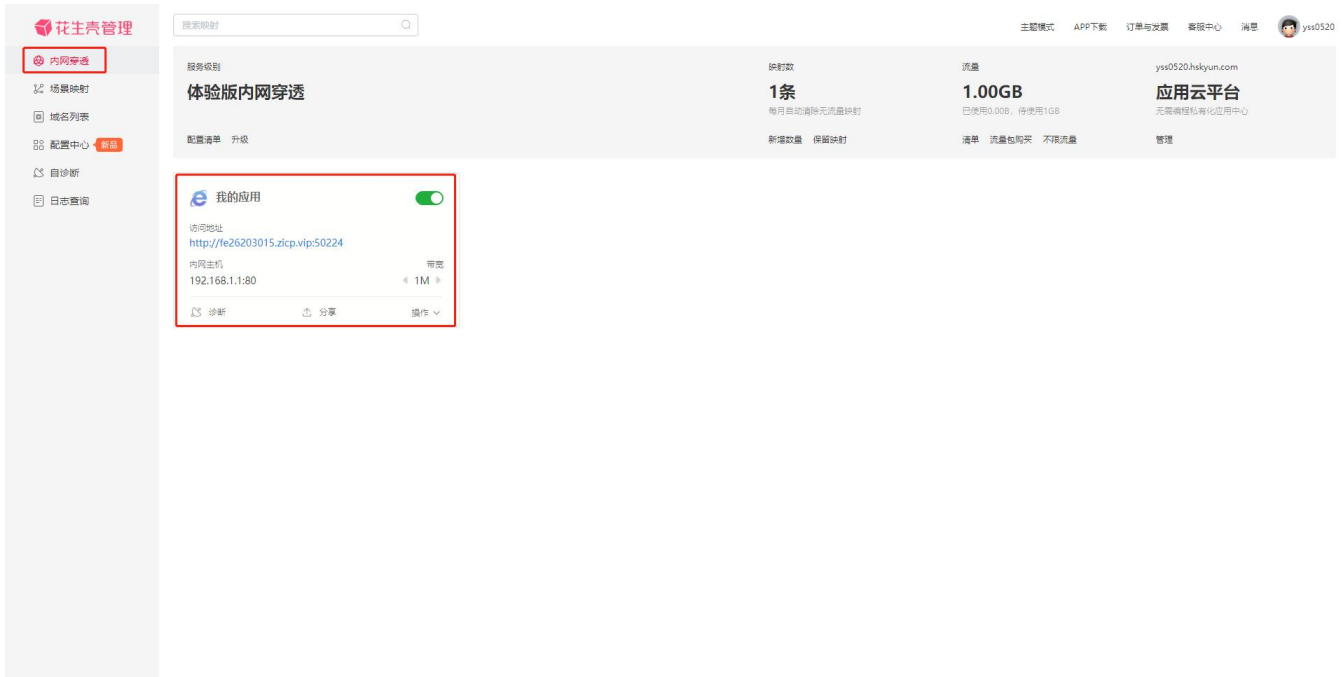 花生壳管理
搜索映射
主题模式 APP下载 订单与发票 客服中心 消息 yss0520
内网穿透
场景映射
域名列表
配置中心 新品
自诊断
日志查询
服务级别
体验版内网穿透
配置清单 升级
映射数
1条
每月自动清除无流量映射
新增数量 保留映射
流量
1.00GB
已使用0.00B，待使用1GB
清单 流量包购买 不限流量
yss0520.hskyun.com
应用云平台
无需编程私有化应用中心
管理
我的应用
访问地址
http://fe26203015.zicp.vip:50224
内网主机 带宽
192.168.1.1:80 1M
诊断 分享 操作